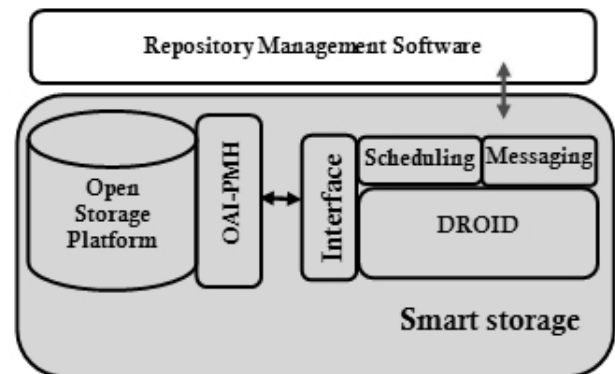 Repository Management Software
Open
Storage
Platform
OAI-PMH
Interface
Scheduling
Messaging
DROID
Smart storage